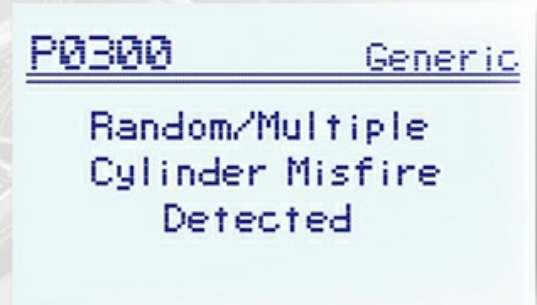 P0300 Generic
Random/Multiple
Cylinder Misfire
Detected